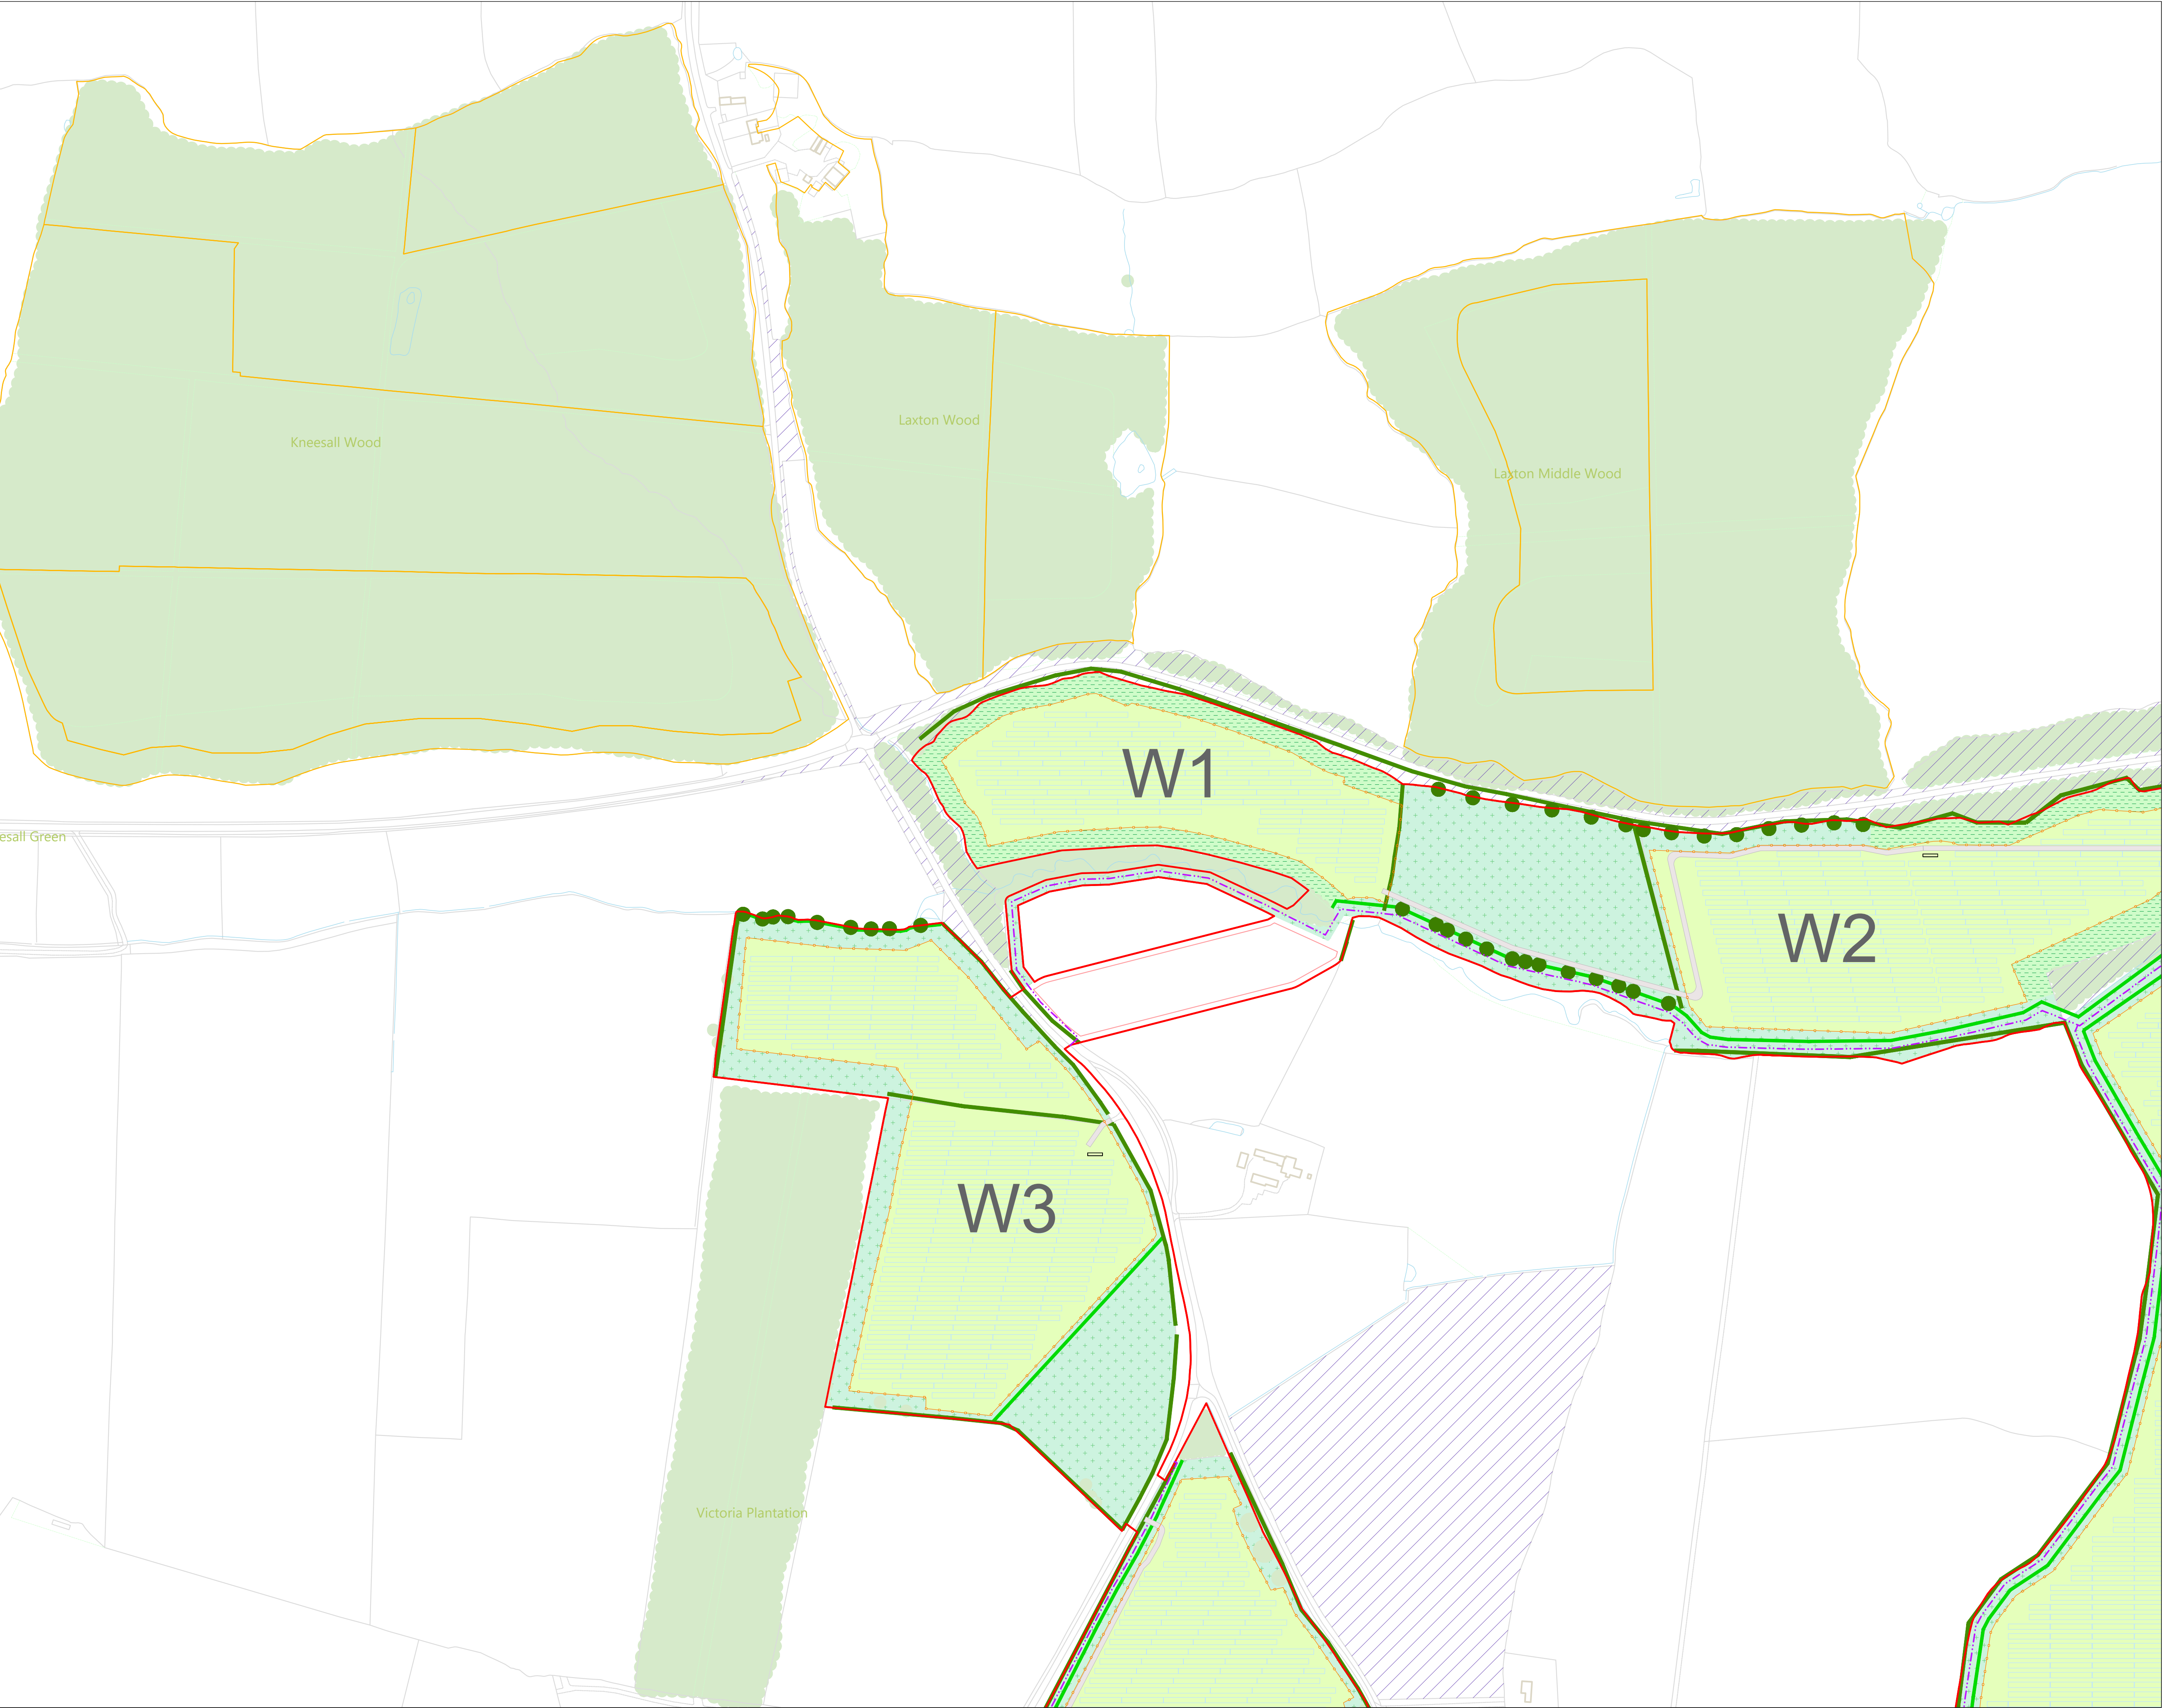 Laxton Wood
Kneesall Wood
Laxton Middle Wood
W1
esall Green
W2
W3
Victoria Plantation